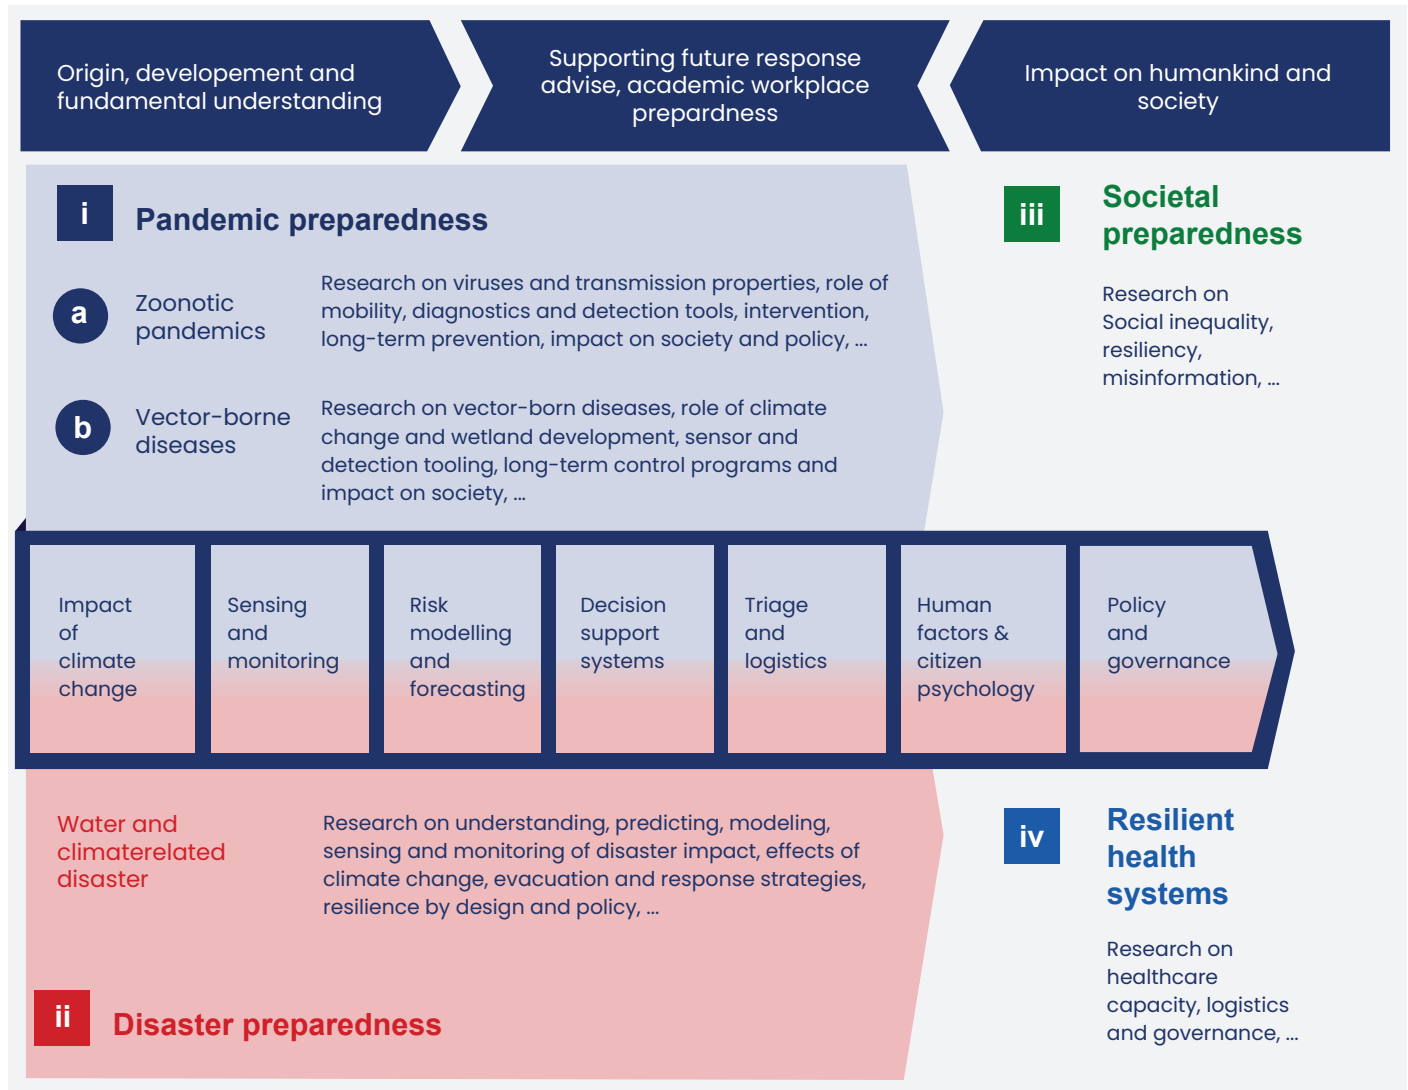 Origin, developement and
fundamental understanding
Supporting future response
advise, academic workplace
prepardness
Impact on humankind and
society
i
Pandemic preparedness
a
Zoonotic
pandemics
Research on viruses and transmission properties, role of
mobility, diagnostics and detection tools, intervention,
long-term prevention, impact on society and policy, ...
b
Vector-borne
diseases
Research on vector-born diseases, role of climate
change and wetland development, sensor and
detection tooling, long-term control programs and
impact on society, ...
iii
Societal
preparedness
Research on
Social inequality,
resiliency,
misinformation, ...
Impact
of
climate
change
Sensing
and
monitoring
Risk
modelling
and
forecasting
Decision
support
systems
Triage
and
logistics
Human
factors &
citizen
psychology
Policy
and
governance
Water and
climaterelated
disaster
Research on understanding, predicting, modeling,
sensing and monitoring of disaster impact, effects of
climate change, evacuation and response strategies,
resilience by design and policy, ...
ii
Disaster preparedness
iv
Resilient
health
systems
Research on
healthcare
capacity, logistics
and governance, ...